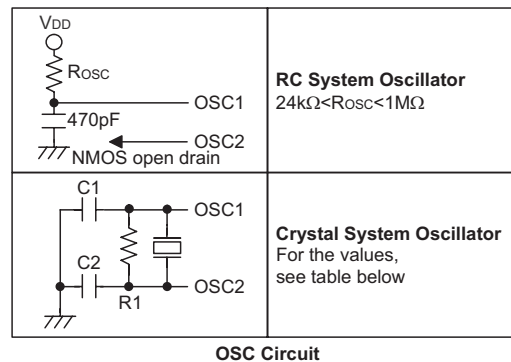 VDD
ROSC
OSC1
470pF
OSC2
NMOS open drain
RC System Oscillator
24kΩ<ROSC<1MΩ
C1
OSC1
C2
OSC2
R1
Crystal System Oscillator
For the values,
see table below
OSC Circuit